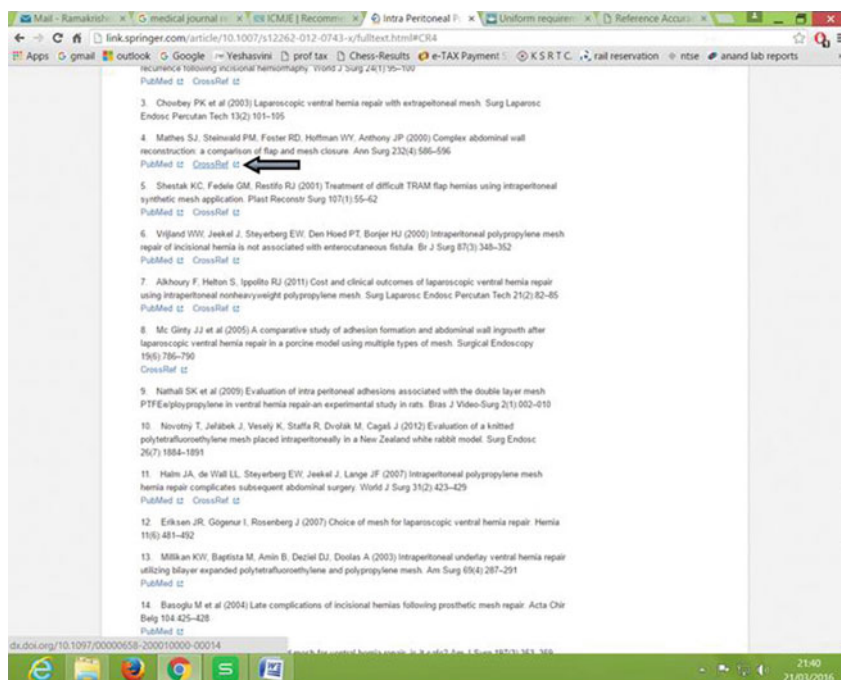 Mail - Ramakrishn
medical journal
ICMJE | Recomm
Intra Peritoneal P
Uniform requirem
Reference Accura
link.springer.com/article/10.1007/s12262-012-0743-x/fulltext.html#CR4
Apps gmail outlook Google Yeshasvini prof tax Chess-Results e-TAX Payment S K S R T C rail reservation ntse anand lab reports
recurrence following incisional herniorrhaphy. World J Surg 24(1):95–100
PubMed CrossRef
3. Chowbey PK et al (2003) Laparoscopic ventral hernia repair with extrapeitoneal mesh. Surg Laparosc
Endosc Percutan Tech 13(2):101–105
4. Mathes SJ, Steinwald PM, Foster RD, Hoffman WY, Anthony JP (2000) Complex abdominal wall
reconstruction: a comparison of flap and mesh closure. Ann Surg 232(4):586–596
PubMed CrossRef
5. Shestak KC, Fedele GM, Restifo RJ (2001) Treatment of difficult TRAM flap hernias using intraperitoneal
synthetic mesh application. Plast Reconstr Surg 107(1):55–62
PubMed CrossRef
6. Vrijland WW, Jeekel J, Steyerberg EW, Den Hoed PT, Bonjer HJ (2000) Intraperitoneal polypropylene mesh
repair of incisional hernia is not associated with enterocutaneous fistula. Br J Surg 87(3):348–352
PubMed CrossRef
7. Alkhoury F, Helton S, Ippolito RJ (2011) Cost and clinical outcomes of laparoscopic ventral hernia repair
using intraperitoneal nonheavyweight polypropylene mesh. Surg Laparosc Endosc Percutan Tech 21(2):82–85
PubMed CrossRef
8. Mc Ginty JJ et al (2005) A comparative study of adhesion formation and abdominal wall ingrowth after
laparoscopic ventral hernia repair in a porcine model using multiple types of mesh. Surgical Endoscopy
19(6):786–790
CrossRef
9. Nathall SK et al (2009) Evaluation of intra peritoneal adhesions associated with the double layer mesh
PTFEe/ploypropylene in ventral hernia repair-an experimental study in rats. Bras J Video-Surg 2(1):002–010
10. Novotný T, Jeřábek J, Veselý K, Staffa R, Dvořák M, Cagaš J (2012) Evaluation of a knitted
polytetrafluoroethylene mesh placed intraperitoneally in a New Zealand white rabbit model. Surg Endosc
26(7):1884–1891
11. Halm JA, de Wall LL, Steyerberg EW, Jeekel J, Lange JF (2007) Intraperitoneal polypropylene mesh
hernia repair complicates subsequent abdominal surgery. World J Surg 31(2):423–429
PubMed CrossRef
12. Eriksen JR, Gögenur I, Rosenberg J (2007) Choice of mesh for laparoscopic ventral hernia repair. Hernia
11(6):481–492
13. Millikan KW, Baptista M, Amin B, Deziel DJ, Doolas A (2003) Intraperitoneal underlay ventral hernia repair
utilizing bilayer expanded polytetrafluoroethylene and polypropylene mesh. Am Surg 69(4):287–291
PubMed
14. Basoglu M et al (2004) Late complications of incisional hernias following prosthetic mesh repair. Acta Chir
Belg 104:425–428
PubMed
dx.doi.org/10.1097/00000658-200010000-00014
mesh for ventral hernia repair: is it safe? Am J Surg 197(3):353–359
21:40
21/03/2016